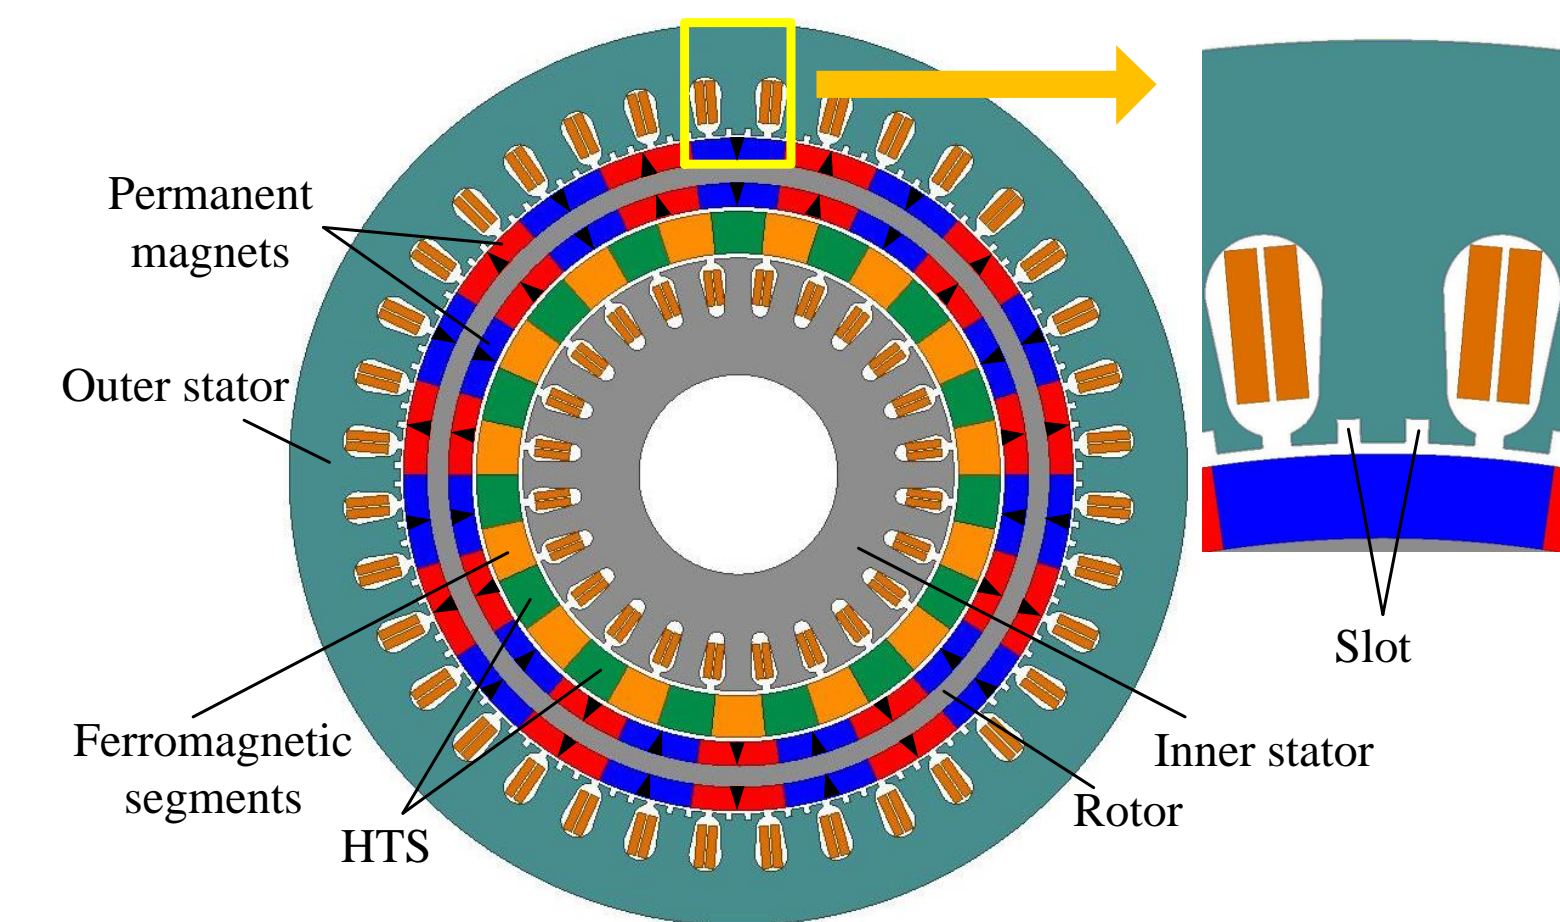 Permanent
magnets
Outer stator
Slot
Ferromagnetic
segments
HTS
Inner stator
Rotor